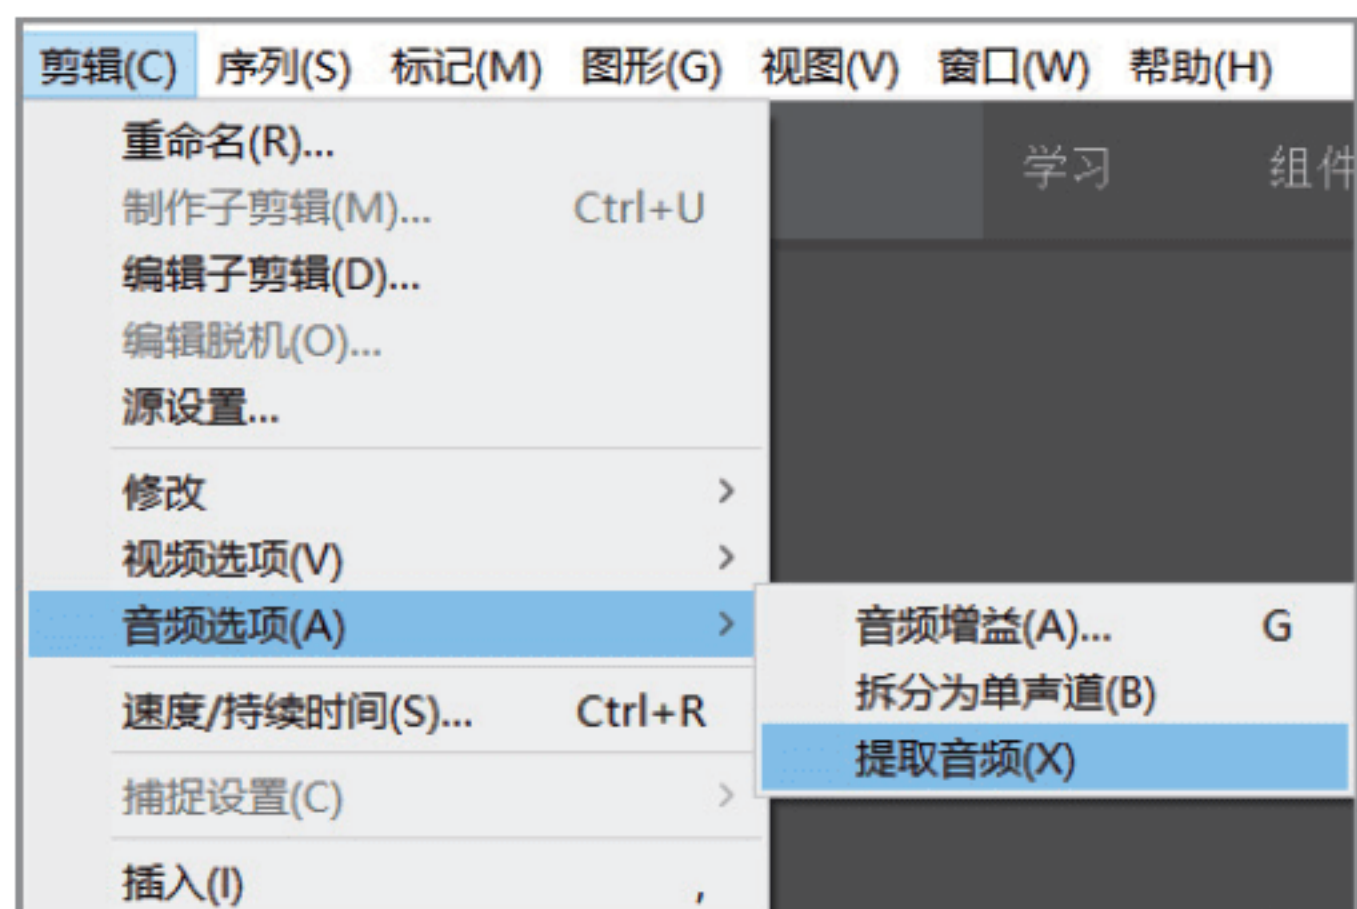 剪辑(C) 序列(S) 标记(M) 图形(G) 视图(V) 窗口(W) 帮助(H)
学习 组件
重命名(R)...
制作子剪辑(M)... Ctrl+U
编辑子剪辑(D)...
编辑脱机(O)...
源设置...
修改
视频选项(V)
音频选项(A)
音频增益(A)... G
拆分为单声道(B)
提取音频(X)
速度/持续时间(S)... Ctrl+R
捕捉设置(C)
插入(I) ,